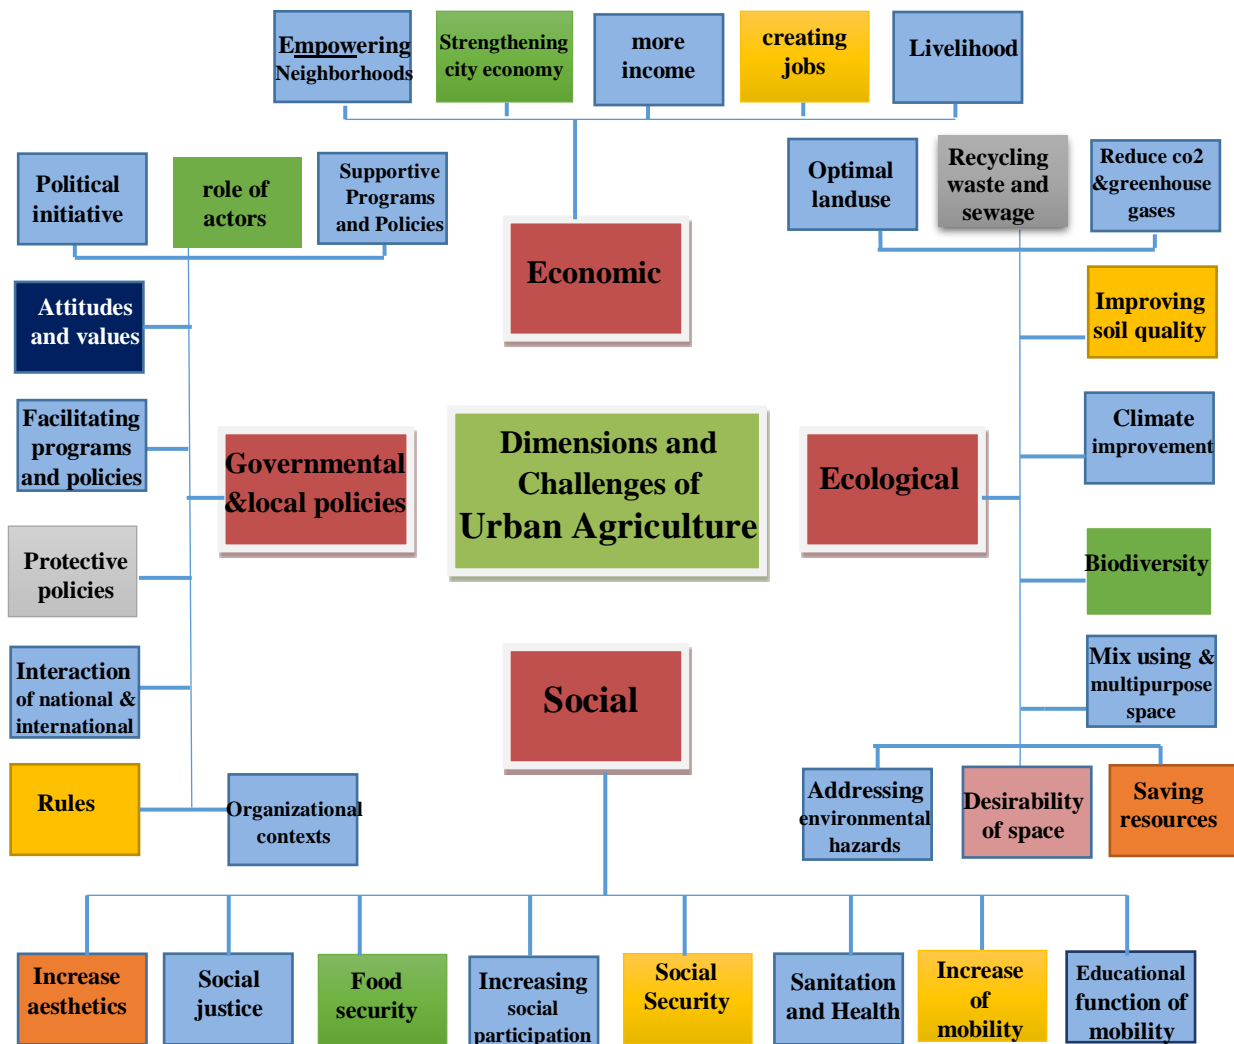 Empowering
Neighborhoods
Strengthening
city economy
more
income
creating
jobs
Livelihood
Political
initiative
role of
actors
Supportive
Programs
and Policies
Optimal
landuse
Recycling
waste and
sewage
Reduce co2
&greenhouse
gases
Economic
Attitudes
and values
Improving
soil quality
Facilitating
programs
and policies
Climate
improvement
Governmental
&local policies
Dimensions and
Challenges of
Urban Agriculture
Ecological
Protective
policies
Biodiversity
Interaction
of national &
international
Social
Mix using &
multipurpose
space
Rules
Organizational
contexts
Addressing
environmental
hazards
Desirability
of space
Saving
resources
Increase
aesthetics
Social
justice
Food
security
Increasing
social
participation
Social
Security
Sanitation
and Health
Increase
of
mobility
Educational
function of
mobility